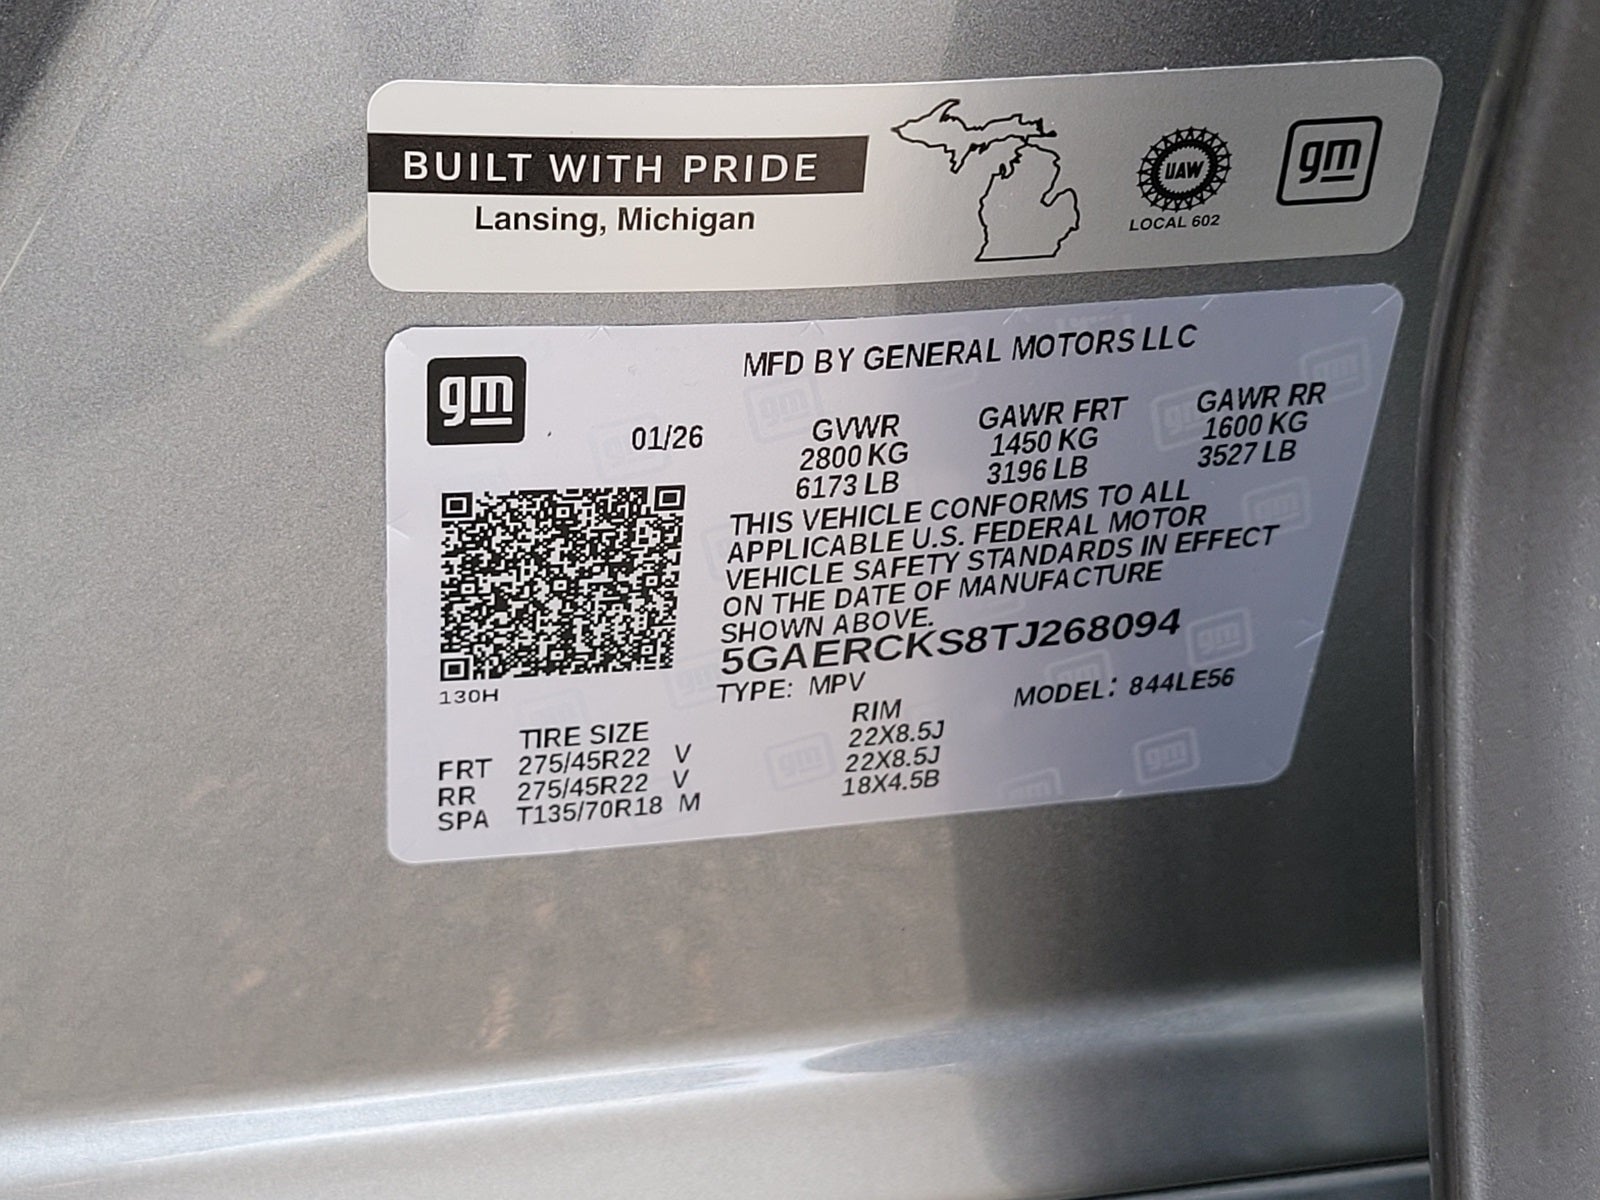 BUILT WITH PRIDE
Lansing, Michigan
UAW
LOCAL 602
gm
gm
MFD BY GENERAL MOTORS LLC
01/26
GVWR GAWR FRT GAWR RR
2800 KG 1450 KG 1600 KG
6173 LB 3196 LB 3527 LB
THIS VEHICLE CONFORMS TO ALL
APPLICABLE U.S. FEDERAL MOTOR
VEHICLE SAFETY STANDARDS IN EFFECT
ON THE DATE OF MANUFACTURE
SHOWN ABOVE.
5GAERCKS8TJ268094
130H
TYPE: MPV MODEL: 844LE56
TIRE SIZE RIM
FRT 275/45R22 V 22X8.5J
RR 275/45R22 V 22X8.5J
SPA T135/70R18 M 18X4.5B